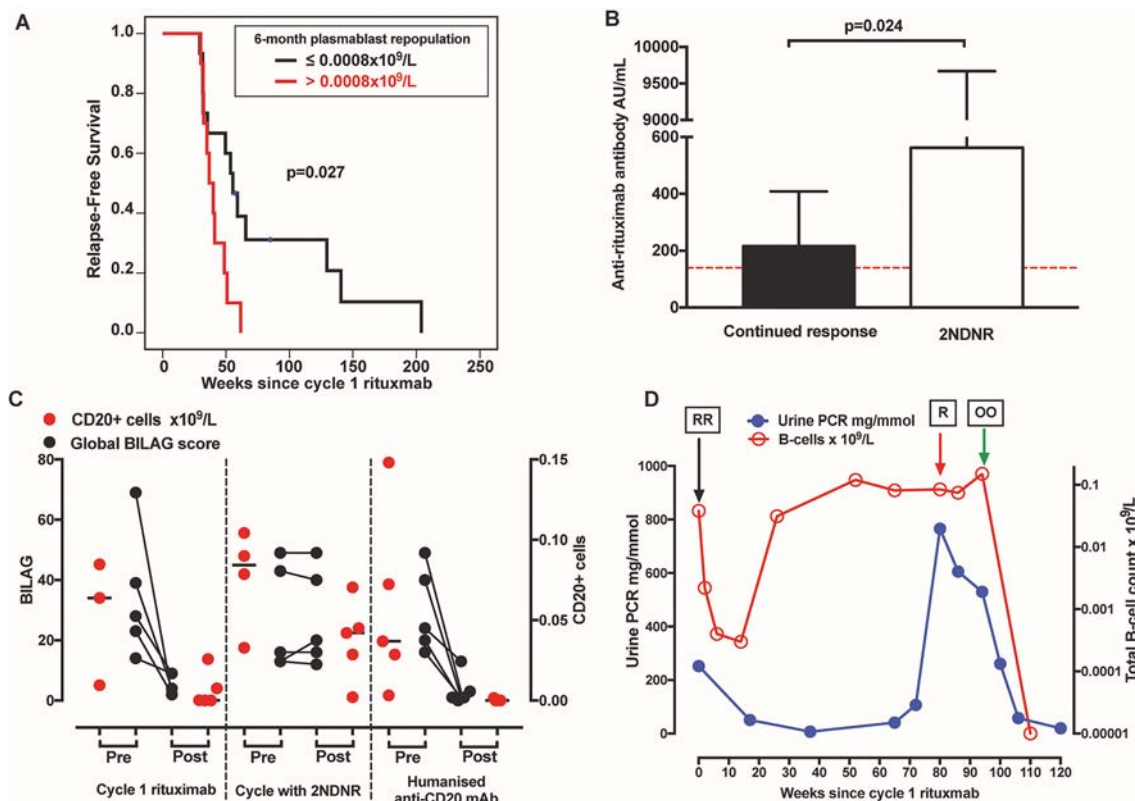 A
6-month plasmablast repopulation
≤ 0.0008x10⁹/L
> 0.0008x10⁹/L
p=0.027
Relapse-Free Survival
1.0
0.8
0.6
0.4
0.2
0.0
0 50 100 150 200 250
Weeks since cycle 1 rituxmab
B
p=0.024
Anti-rituximab antibody AU/mL
10000
9500
9000
600
400
200
0
Continued response 2NDNR
C
CD20+ cells x10⁹/L
Global BILAG score
BILAG
80
60
40
20
0
0.15
0.10
0.05
0.00
CD20+ cells
Pre Post Pre Post Pre Post
Cycle 1 rituximab Cycle with 2NDNR Humanised
anti-CD20 mAb
D
RR R OO
Urine PCR mg/mmol
B-cells x 10⁹/L
Urine PCR mg/mmol
1000
800
600
400
200
0
0.1
0.01
0.001
0.0001
0.00001
Total B-cell count x10⁹/L
0 10 20 30 40 50 60 70 80 90 100 110 120
Weeks since cycle 1 rituxmab